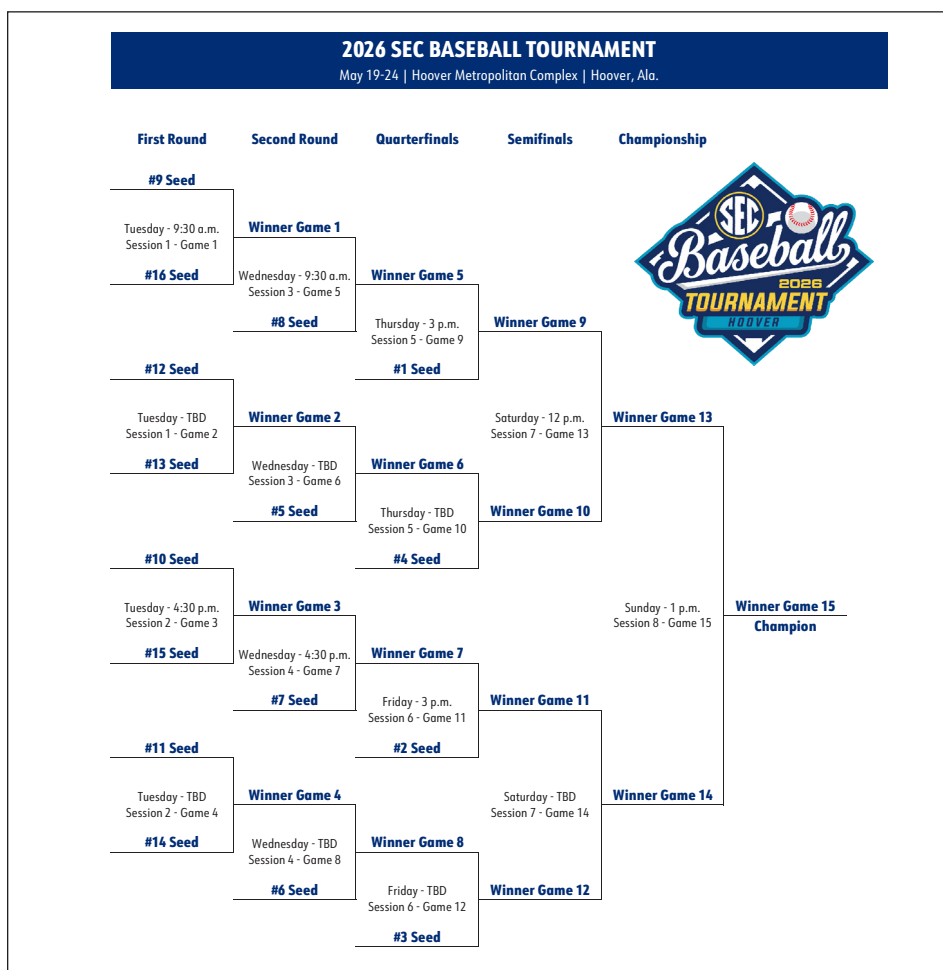 2026 SEC BASEBALL TOURNAMENT
May 19-24 | Hoover Metropolitan Complex | Hoover, Ala.
First Round
Second Round
Quarterfinals
Semifinals
Championship
#9 Seed
Tuesday - 9:30 a.m.
Session 1 - Game 1
#16 Seed
Winner Game 1
Wednesday - 9:30 a.m.
Session 3 - Game 5
#8 Seed
Winner Game 5
Thursday - 3 p.m.
Session 5 - Game 9
#1 Seed
Winner Game 9
#12 Seed
Tuesday - TBD
Session 1 - Game 2
#13 Seed
Winner Game 2
Wednesday - TBD
Session 3 - Game 6
#5 Seed
Winner Game 6
Thursday - TBD
Session 5 - Game 10
#4 Seed
Winner Game 10
Saturday - 12 p.m.
Session 7 - Game 13
Winner Game 13
#10 Seed
Tuesday - 4:30 p.m.
Session 2 - Game 3
#15 Seed
Winner Game 3
Wednesday - 4:30 p.m.
Session 4 - Game 7
#7 Seed
Winner Game 7
Friday - 3 p.m.
Session 6 - Game 11
#2 Seed
Winner Game 11
#11 Seed
Tuesday - TBD
Session 2 - Game 4
#14 Seed
Winner Game 4
Wednesday - TBD
Session 4 - Game 8
#6 Seed
Winner Game 8
Friday - TBD
Session 6 - Game 12
#3 Seed
Winner Game 12
Saturday - TBD
Session 7 - Game 14
Winner Game 14
Sunday - 1 p.m.
Session 8 - Game 15
Winner Game 15
Champion
SEC
Baseball
2026
TOURNAMENT
HOOVER